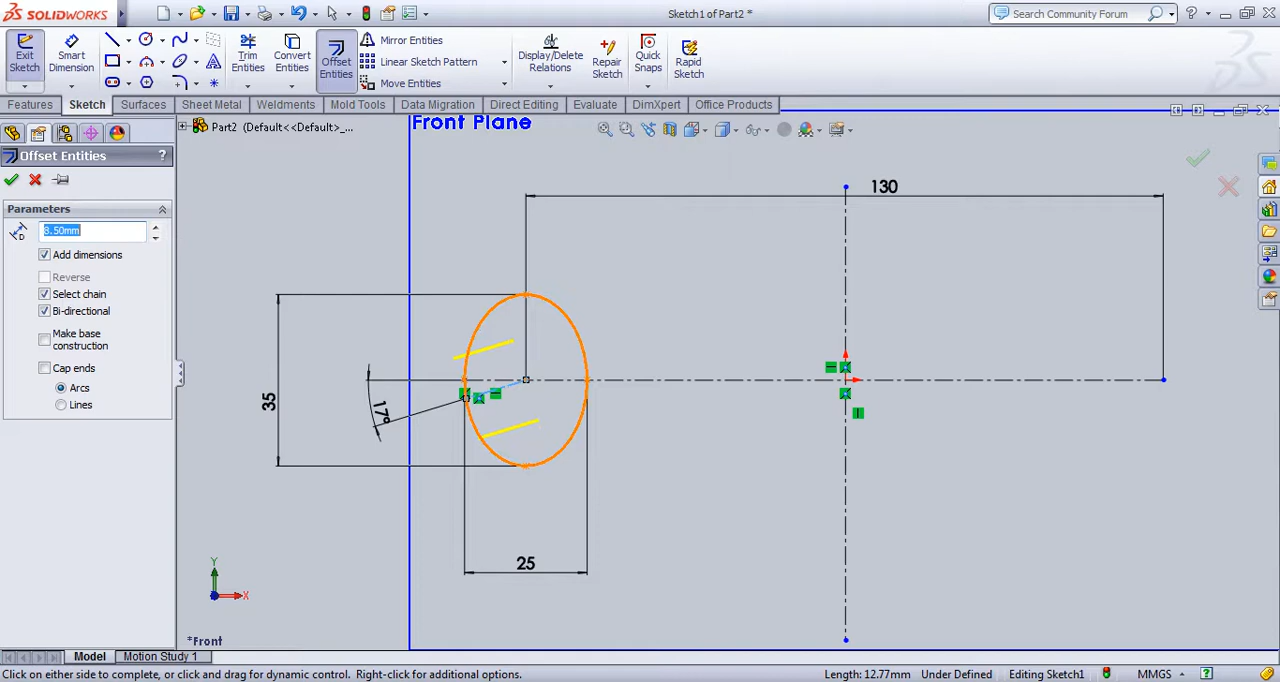 SOLIDWORKS
Sketch1 of Part2 *
Search Community Forum
Exit Sketch
Smart Dimension
Trim Entities
Convert Entities
Offset Entities
Mirror Entities
Linear Sketch Pattern
Move Entities
Display/Delete Relations
Repair Sketch
Quick Snaps
Rapid Sketch
Features
Sketch
Surfaces
Sheet Metal
Weldments
Mold Tools
Data Migration
Direct Editing
Evaluate
DimXpert
Office Products
Part2 (Default<<Default>_...
Front Plane
Offset Entities
?
Parameters
8.50mm
Add dimensions
Reverse
Select chain
Bi-directional
Make base
construction
Cap ends
Arcs
Lines
130
35
17°
25
Y
X
*Front
Model
Motion Study 1
Click on either side to complete, or click and drag for dynamic control. Right-click for additional options.
Length: 12.77mm
Under Defined
Editing Sketch1
MMGS
?